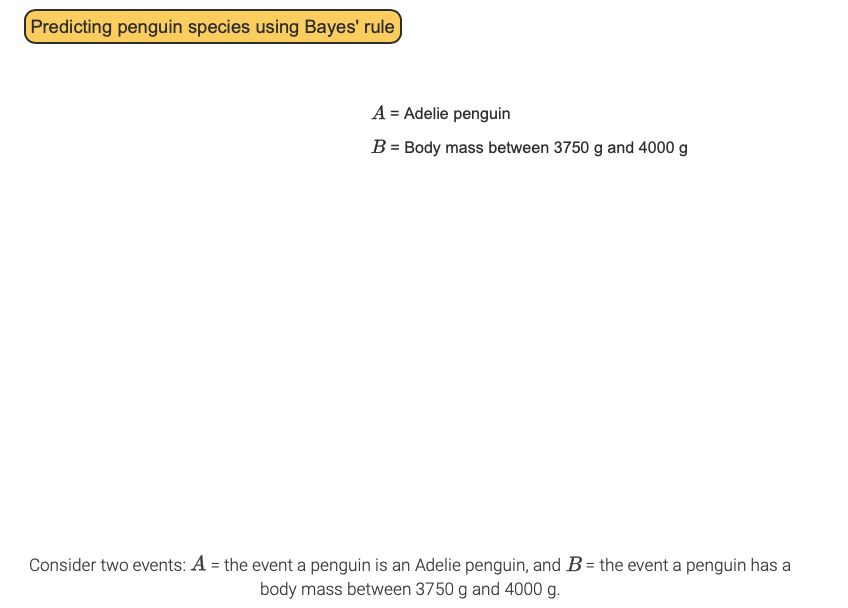 Predicting penguin species using Bayes' rule
A = Adelie penguin
B = Body mass between 3750 g and 4000 g
Consider two events: A = the event a penguin is an Adelie penguin, and B = the event a penguin has a
body mass between 3750 g and 4000 g.